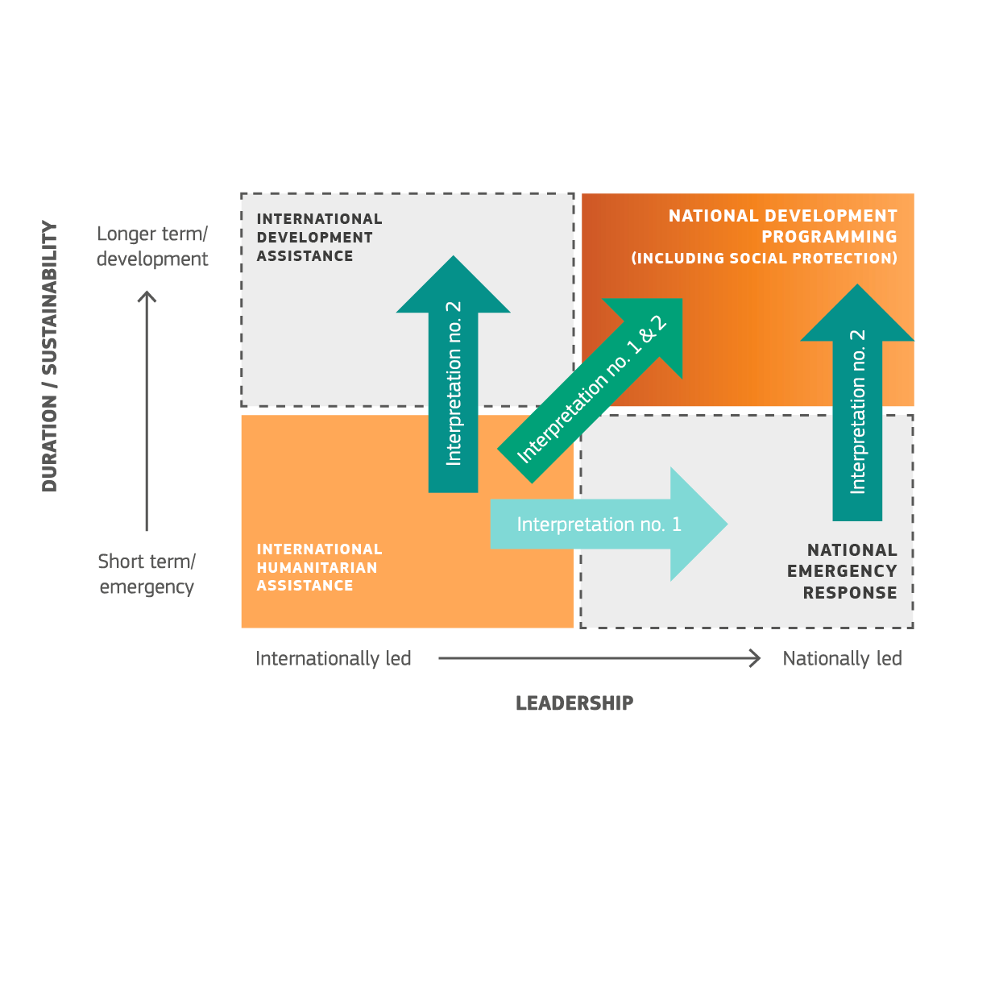 DURATION / SUSTAINABILITY
Longer term/
development
Short term/
emergency
INTERNATIONAL
DEVELOPMENT
ASSISTANCE
Interpretation no. 2
NATIONAL DEVELOPMENT
PROGRAMMING
(INCLUDING SOCIAL PROTECTION)
Interpretation no. 1 & 2
Interpretation no. 2
INTERNATIONAL
HUMANITARIAN
ASSISTANCE
Interpretation no. 1
NATIONAL
EMERGENCY
RESPONSE
Internationally led
Nationally led
LEADERSHIP